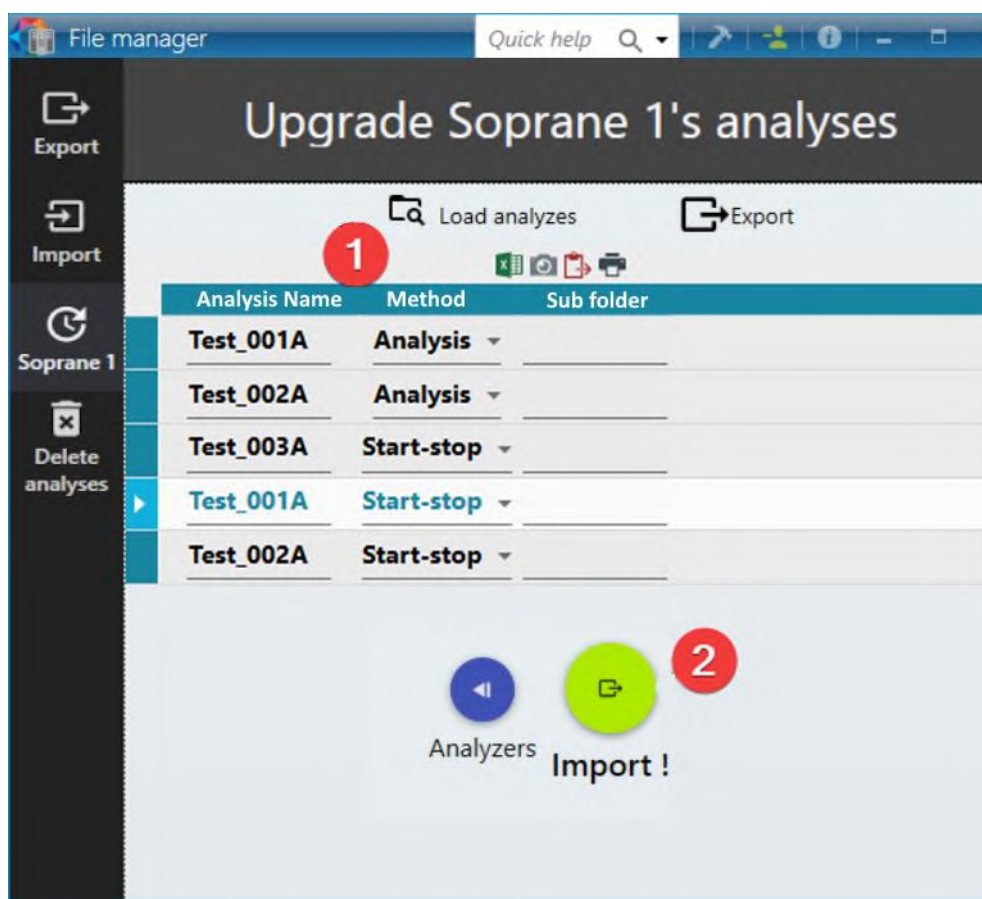 File manager
Quick help
Export
Upgrade Soprane 1's analyses
Import
Load analyzes
Export
1
Analysis Name Method Sub folder
Soprane 1
Test_001A Analysis
Test_002A Analysis
Delete
analyses
Test_003A Start-stop
Test_001A Start-stop
Test_002A Start-stop
2
Analyzers
Import !